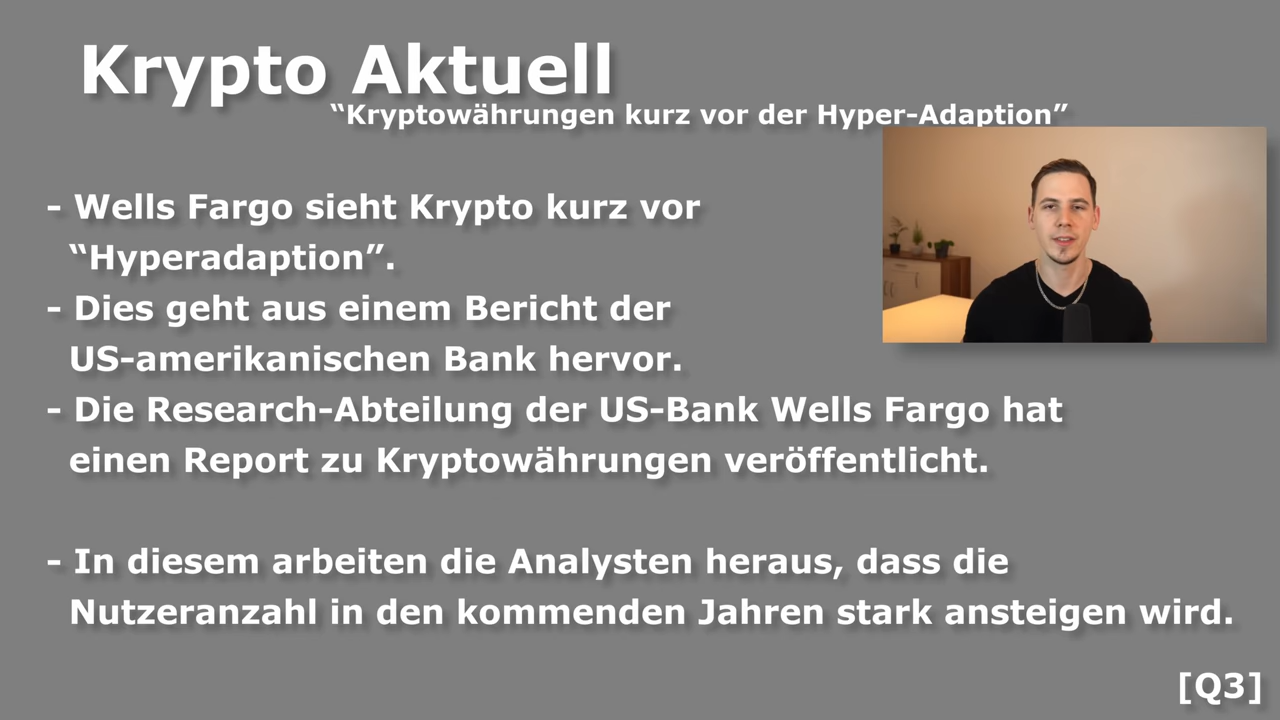 Krypto Aktuell
“Kryptowährungen kurz vor der Hyper-Adaption”
- Wells Fargo sieht Krypto kurz vor
“Hyperadaption”.
- Dies geht aus einem Bericht der
US-amerikanischen Bank hervor.
- Die Research-Abteilung der US-Bank Wells Fargo hat
einen Report zu Kryptowährungen veröffentlicht.
- In diesem arbeiten die Analysten heraus, dass die
Nutzeranzahl in den kommenden Jahren stark ansteigen wird.
[Q3]